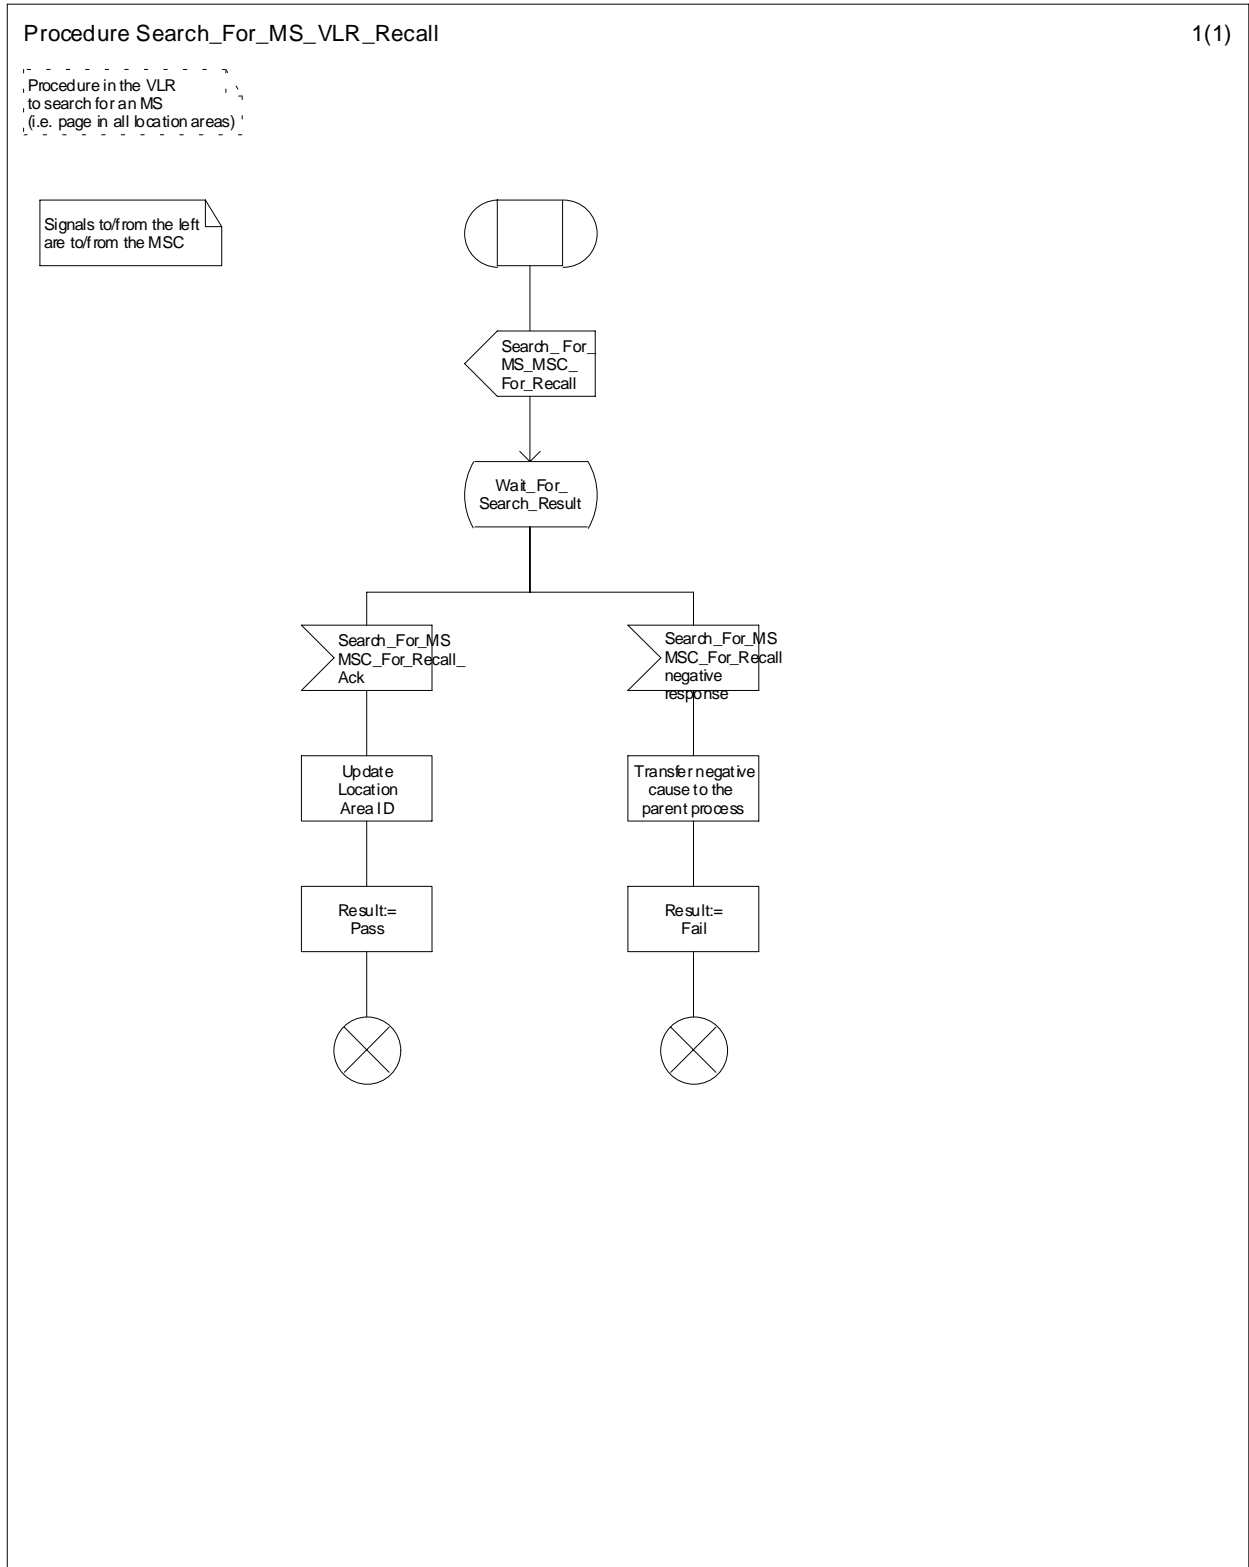 Procedure Search_For_MS_VLR_Recall
1(1)
Procedure in the VLR
to search for an MS
(i.e. page in all location areas)
Signals to/from the left
are to/from the MSC
Search_For_
MS_MSC_
For_Recall
Wait_For_
Search_Result
Search_For_MS
MSC_For_Recall_
Ack
Search_For_MS
MSC_For_Recall
negative
response
Update
Location
Area ID
Transfer negative
cause to the
parent process
Result:=
Pass
Result:=
Fail